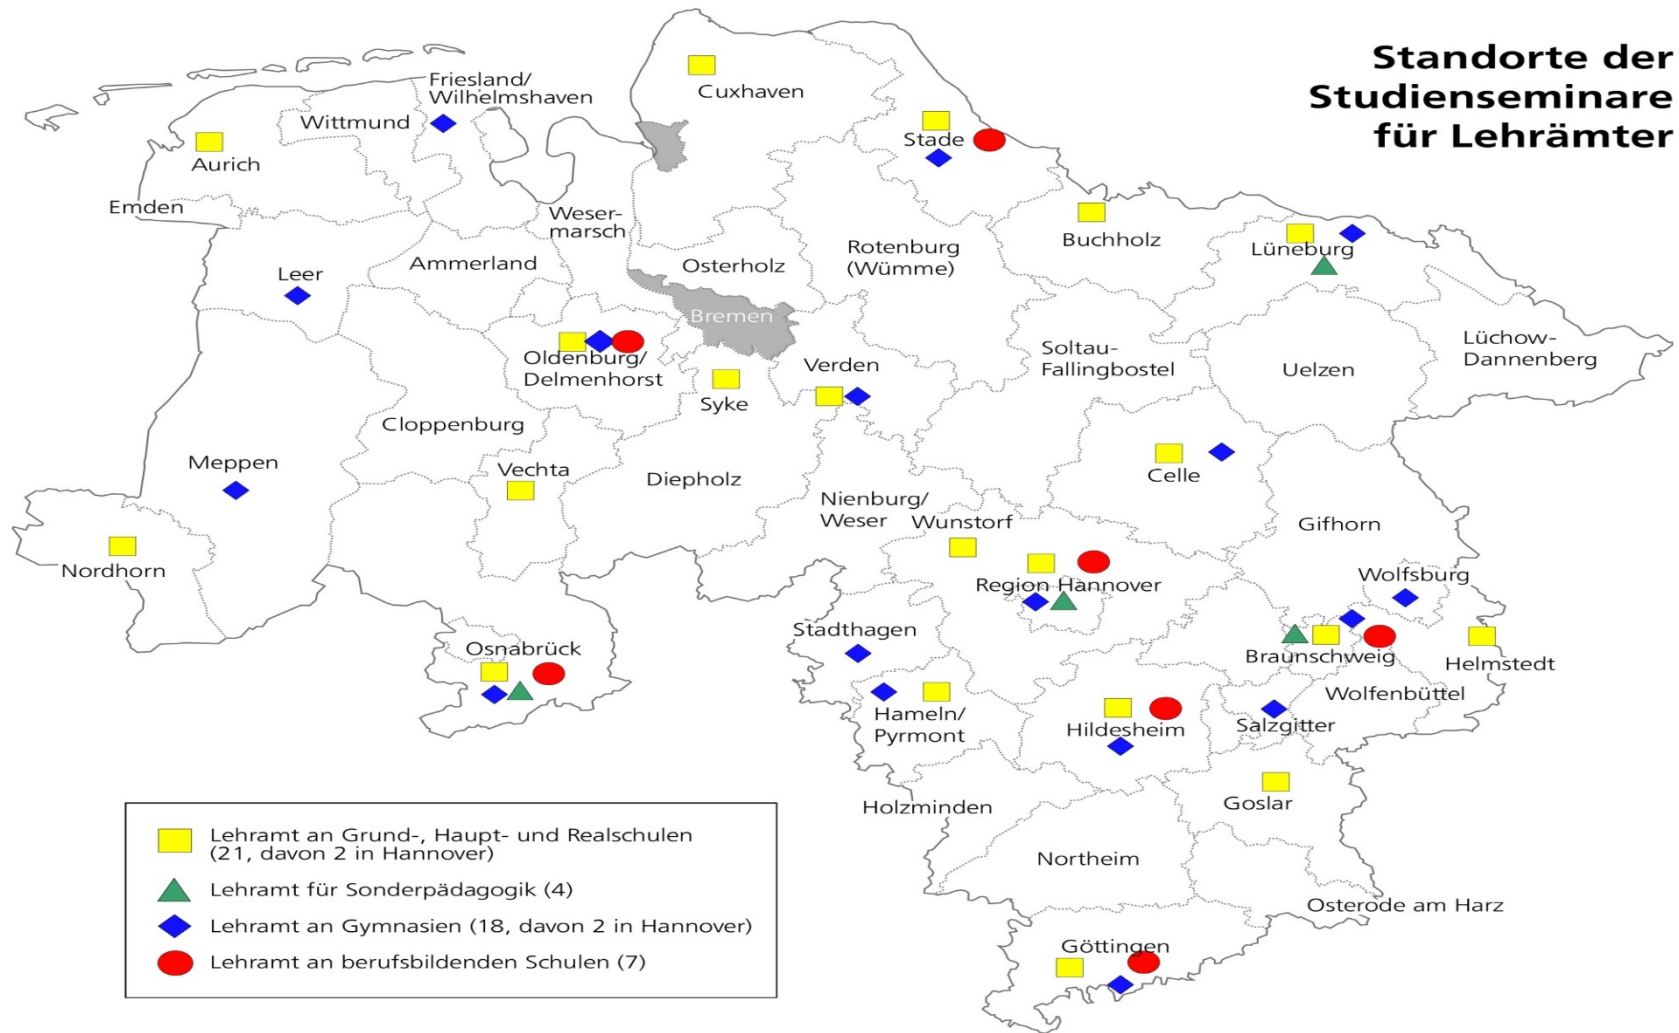 Standorte der
Studienseminare
für Lehrämter
Friesland/
Wilhelmshaven
Cuxhaven
Wittmund
Stade
Aurich
Emden
Weser-
marsch
Buchholz
Lüneburg
Rotenburg
(Wümme)
Ammerland
Osterholz
Leer
Bremen
Lüchow-
Dannenberg
Soltau-
Fallingbostel
Uelzen
Oldenburg/
Delmenhorst
Verden
Syke
Cloppenburg
Meppen
Vechta
Diepholz
Celle
Nienburg/
Weser
Wunstorf
Gifhorn
Nordhorn
Region Hannover
Wolfsburg
Stadthagen
Osnabrück
Braunschweig
Helmstedt
Wolfenbüttel
Hameln/
Pyrmont
Hildesheim
Salzgitter
Holzminden
Goslar
Northeim
Osterode am Harz
Göttingen
Lehramt an Grund-, Haupt- und Realschulen
(21, davon 2 in Hannover)
Lehramt für Sonderpädagogik (4)
Lehramt an Gymnasien (18, davon 2 in Hannover)
Lehramt an berufsbildenden Schulen (7)